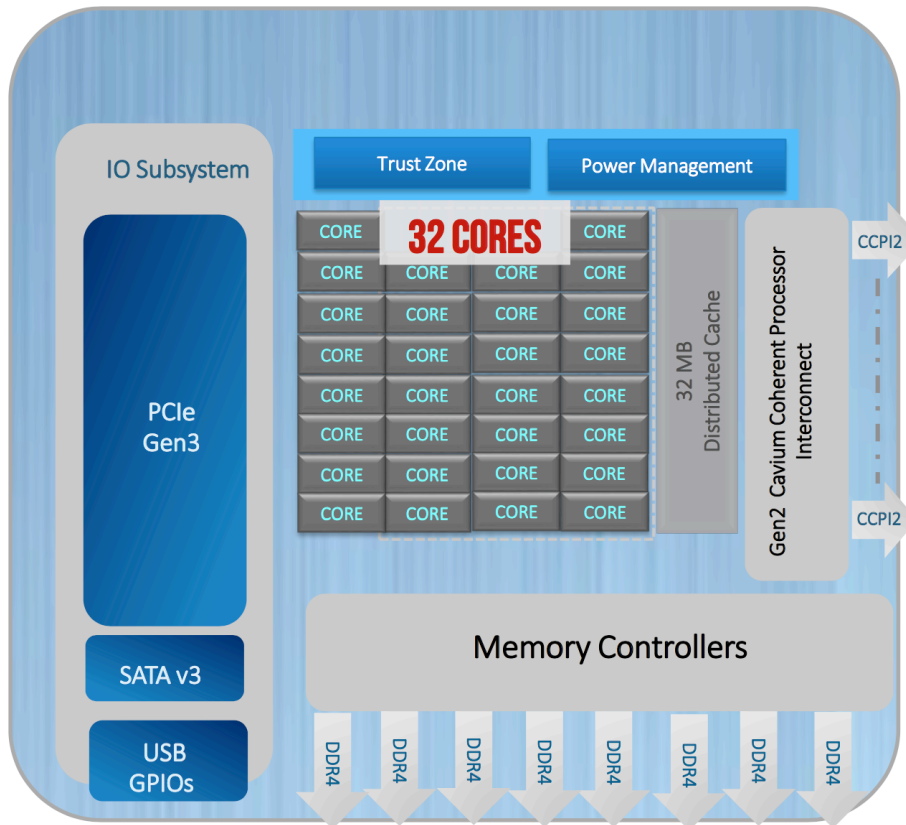 IO Subsystem
PCIe
Gen3
SATA v3
USB
GPIOs
Trust Zone
Power Management
32 CORES
CORE CORE
CORE CORE CORE CORE
CORE CORE CORE CORE
CORE CORE CORE CORE
CORE CORE CORE CORE
CORE CORE CORE CORE
CORE CORE CORE CORE
CORE CORE CORE CORE
32 MB
Distributed Cache
Gen2 Cavium Coherent Processor
Interconnect
CCPI2
CCPI2
Memory Controllers
DDR4 DDR4 DDR4 DDR4 DDR4 DDR4 DDR4 DDR4